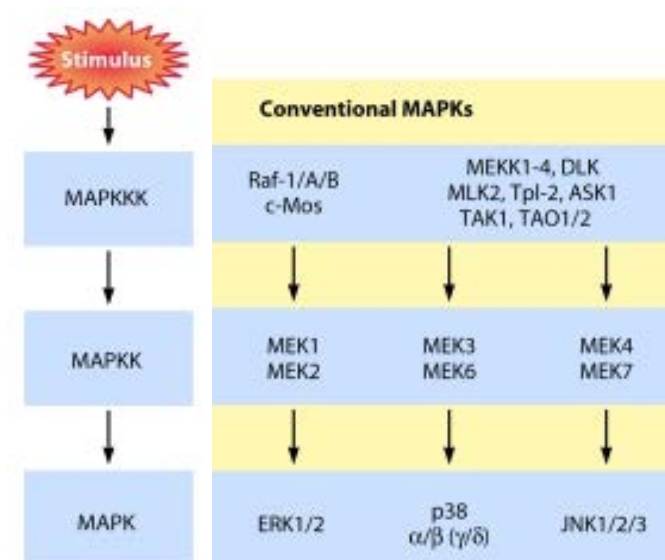 Stimulus
Conventional MAPKs
MAPKKK
Raf-1/A/B
c-Mos
MEKK1-4, DLK
MLK2, Tpl-2, ASK1
TAK1, TAO1/2
MAPKK
MEK1
MEK2
MEK3
MEK6
MEK4
MEK7
MAPK
ERK1/2
p38
α/β (γ/δ)
JNK1/2/3